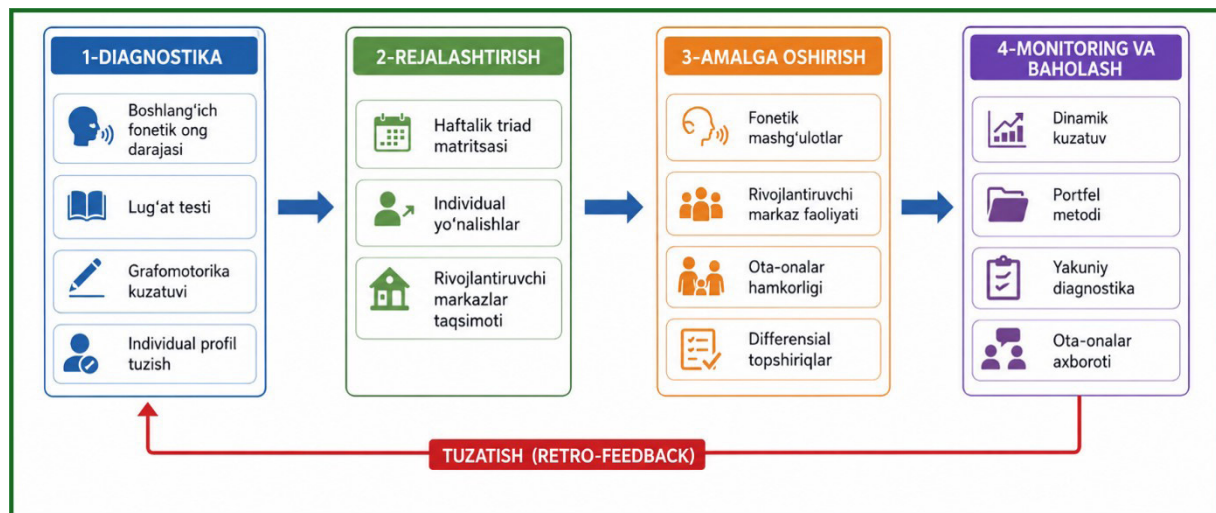 1-DIAGNOSTIKA
Boshlang‘ich
fonetik ong
darajasi
Lug‘at testi
Grafomotorika
kuzatuvi
Individual profil
tuzish
2-REJALASHTIRISH
Haftalik triad
matritsasi
Individual
yo‘nalishlar
Rivojlantiruvchi
markazlar
taqsimoti
3-AMALGA OSHIRISH
Fonetik
mashg‘ulotlar
Rivojlantiruvchi
markaz faoliyati
Ota-onalar
hamkorligi
Differensial
topshiriqlar
4-MONITORING VA
BAHOLASH
Dinamik
kuzatuv
Portfel
metodi
Yakuniy
diagnostika
Ota-onalar
axboroti
TUZATISH (RETRO-FEEDBACK)